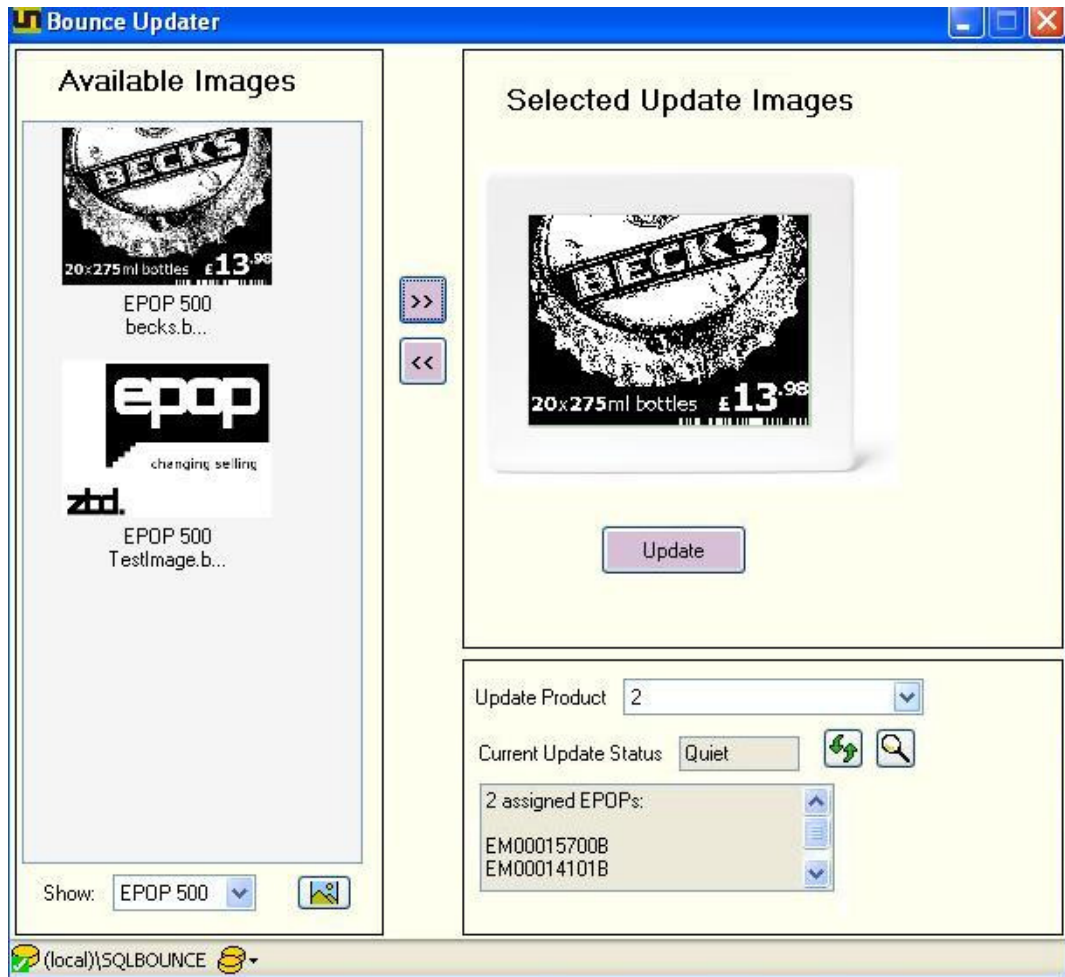 Bounce Updater
Available Images
BECKS
20x275ml bottles £13.98
EPOP 500
becks.b...
epop
changing selling
zbd.
EPOP 500
TestImage.b...
Show: EPOP 500
>>
<<
Selected Update Images
BECKS
20x275ml bottles £13.98
Update
Update Product 2
Current Update Status Quiet
2 assigned EPOPs:
EM00015700B
EM00014101B
(local)\SQLBOUNCE